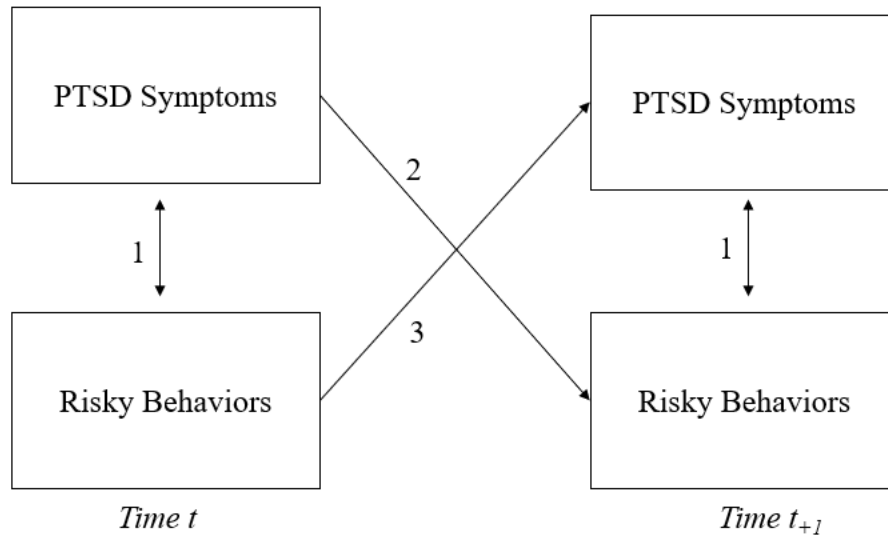 PTSD Symptoms
PTSD Symptoms
2
1
1
3
Risky Behaviors
Risky Behaviors
Time t
Time t+1